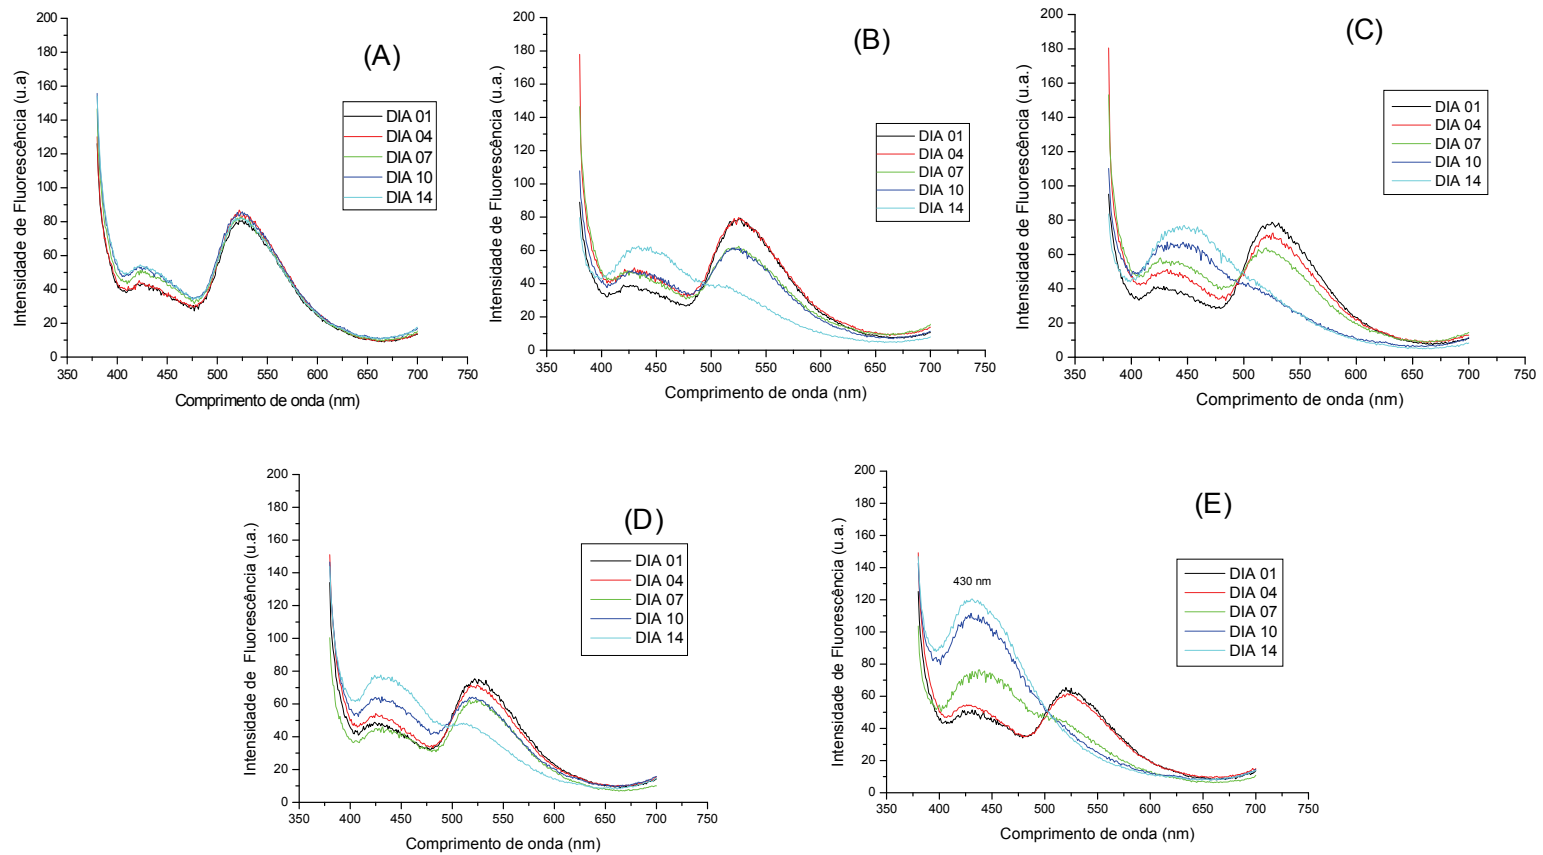 (A)
Intensidade de Fluorescência (u.a)
200
180
160
140
120
100
80
60
40
20
0
DIA 01
DIA 04
DIA 07
DIA 10
DIA 14
350 400 450 500 550 600 650 700 750
Comprimento de onda (nm)
(B)
Intensidade de Fluorescência (u.a.)
200
180
160
140
120
100
80
60
40
20
0
DIA 01
DIA 04
DIA 07
DIA 10
DIA 14
350 400 450 500 550 600 650 700 750
Comprimento de onda (nm)
(C)
Intensidade de Fluorescência (u.a.)
200
180
160
140
120
100
80
60
40
20
0
DIA 01
DIA 04
DIA 07
DIA 10
DIA 14
350 400 450 500 550 600 650 700 750
Comprimento de onda (nm)
(D)
Intensidade de Fluorescência (u.a.)
200
180
160
140
120
100
80
60
40
20
0
DIA 01
DIA 04
DIA 07
DIA 10
DIA 14
350 400 450 500 550 600 650 700 750
Comprimento de onda (nm)
(E)
Intensidade de Fluorescência (u.a.)
200
180
160
140
120
100
80
60
40
20
0
430 nm
DIA 01
DIA 04
DIA 07
DIA 10
DIA 14
350 400 450 500 550 600 650 700 750
Comprimento de onda (nm)